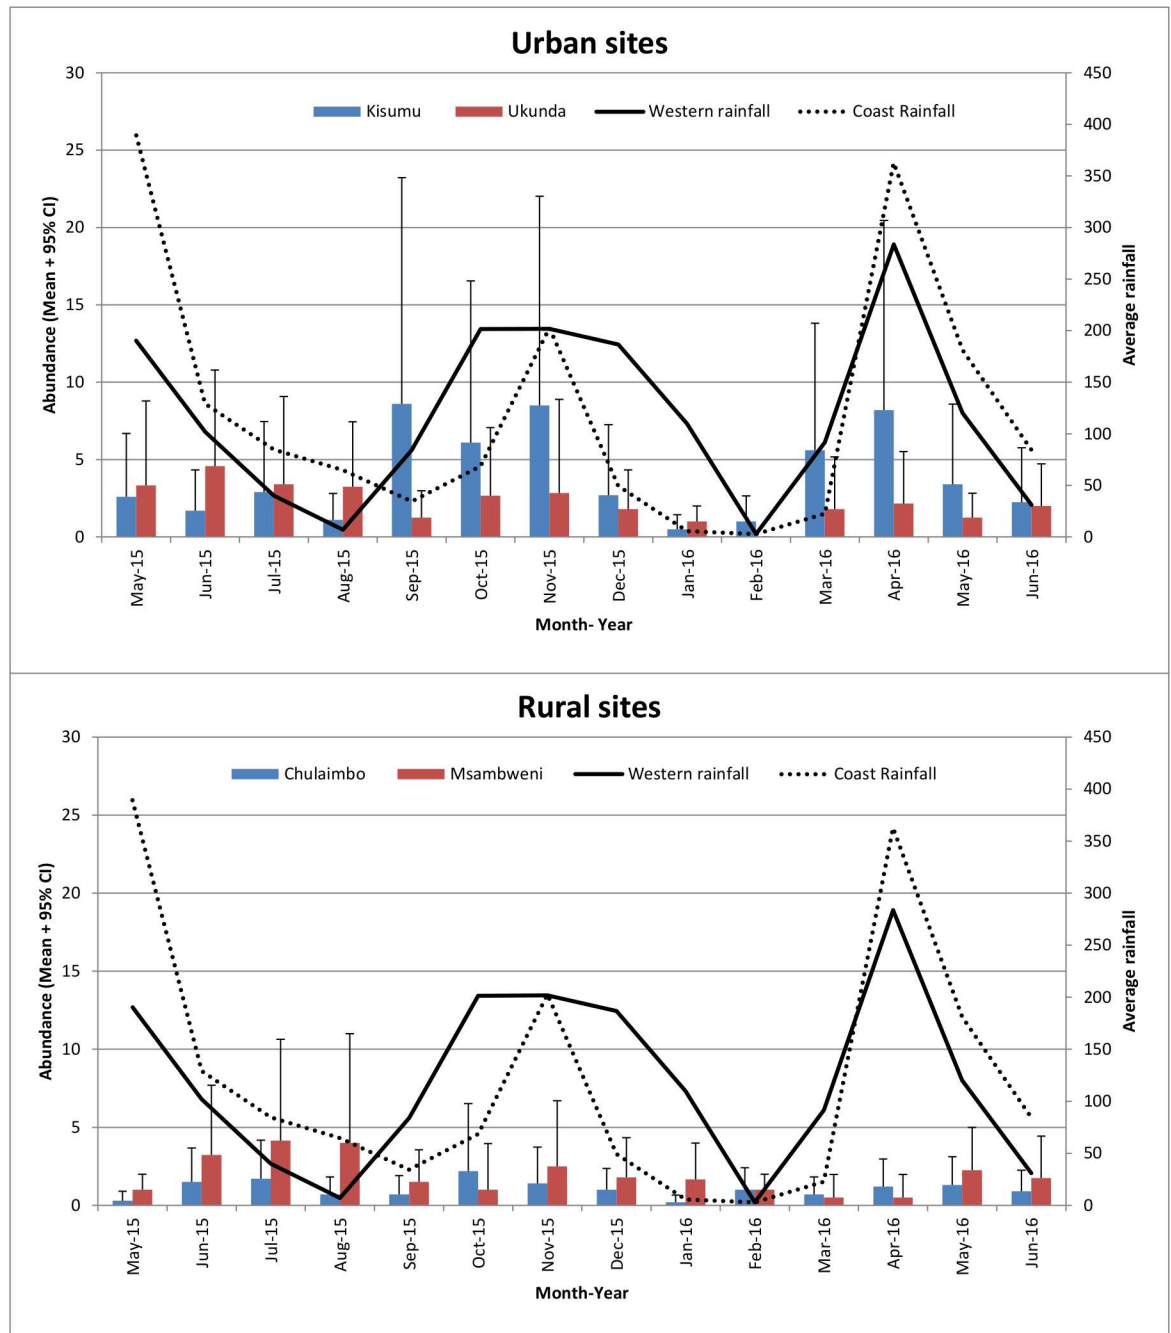 Urban sites
30
25
20
15
10
5
0
450
400
350
300
250
200
150
100
50
0
Kisumu Ukunda Western rainfall Coast Rainfall
Abundance (Mean + 95% CI)
Average rainfall
May-15
Jun-15
Jul-15
Aug-15
Sep-15
Oct-15
Nov-15
Dec-15
Jan-16
Feb-16
Mar-16
Apr-16
May-16
Jun-16
Month- Year
Rural sites
30
25
20
15
10
5
0
450
400
350
300
250
200
150
100
50
0
Chulaimbo Msambweni Western rainfall Coast Rainfall
Abundance (Mean + 95% CI)
Average rainfall
May-15
Jun-15
Jul-15
Aug-15
Sep-15
Oct-15
Nov-15
Dec-15
Jan-16
Feb-16
Mar-16
Apr-16
May-16
Jun-16
Month-Year